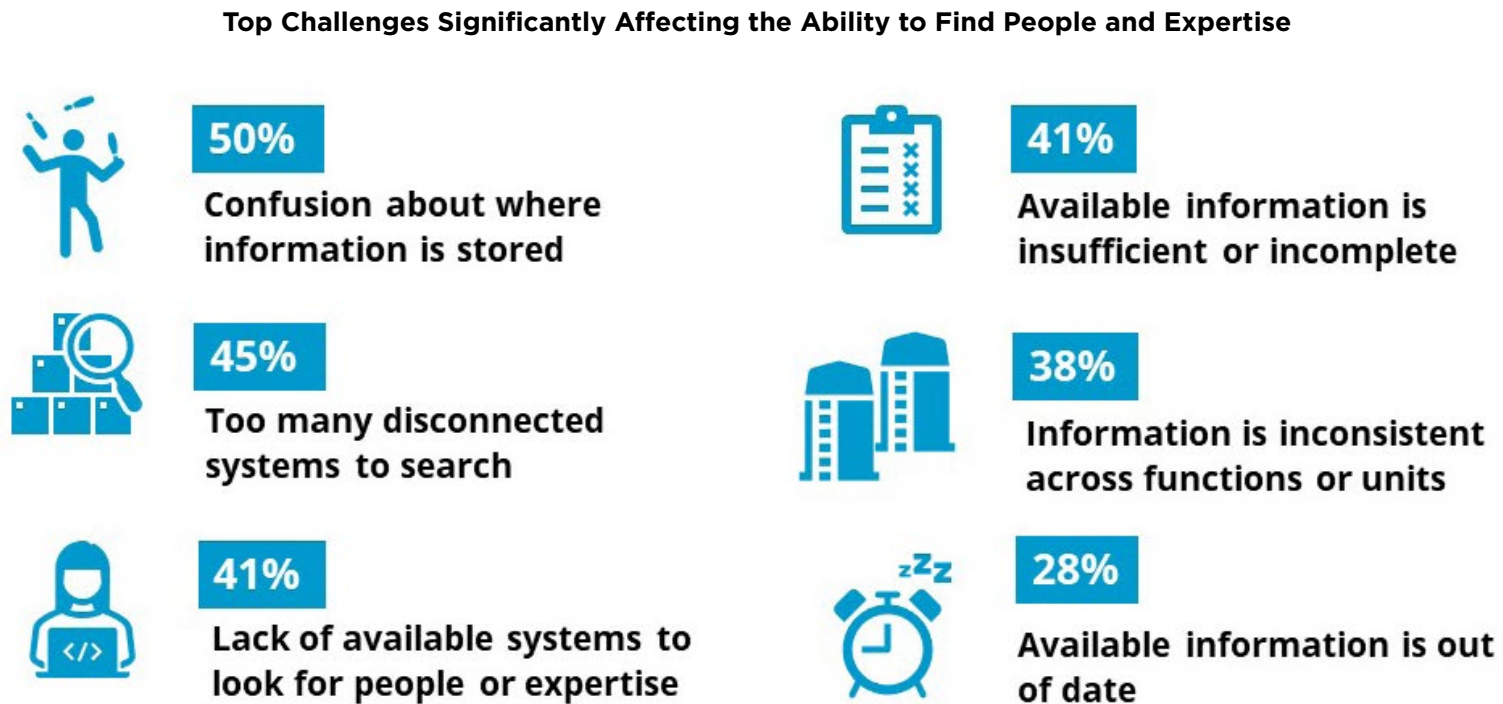 Top Challenges Significantly Affecting the Ability to Find People and Expertise
50%
Confusion about where
information is stored
45%
Too many disconnected
systems to search
</>
41%
Lack of available systems to
look for people or expertise
41%
Available information is
insufficient or incomplete
38%
Information is inconsistent
across functions or units
zZZ
28%
Available information is out
of date